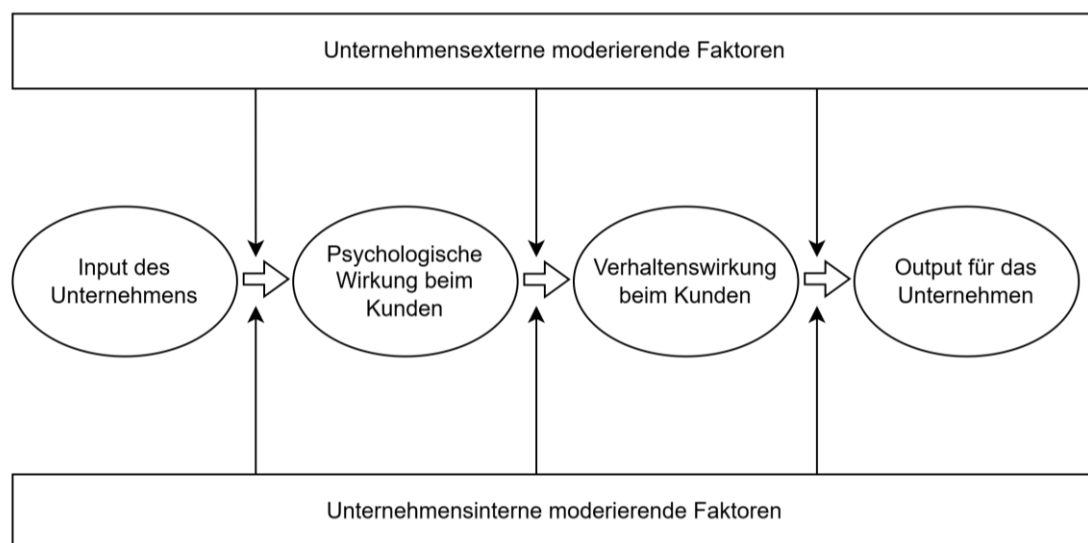 Unternehmensexterne moderierende Faktoren
Input des
Unternehmens
Psychologische
Wirkung beim
Kunden
Verhaltenswirkung
beim Kunden
Output für das
Unternehmen
Unternehmensinterne moderierende Faktoren